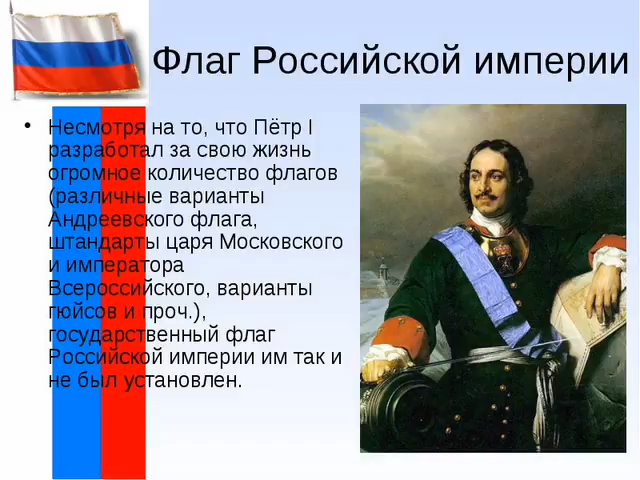 Флаг Российской империи
• Несмотря на то, что Пётр I
разработал за свою жизнь
огромное количество флагов
(различные варианты
Андреевского флага,
штандарты царя Московского
и императора
Всероссийского, варианты
гюйсов и проч.),
государственный флаг
Российской империи им так и
не был установлен.